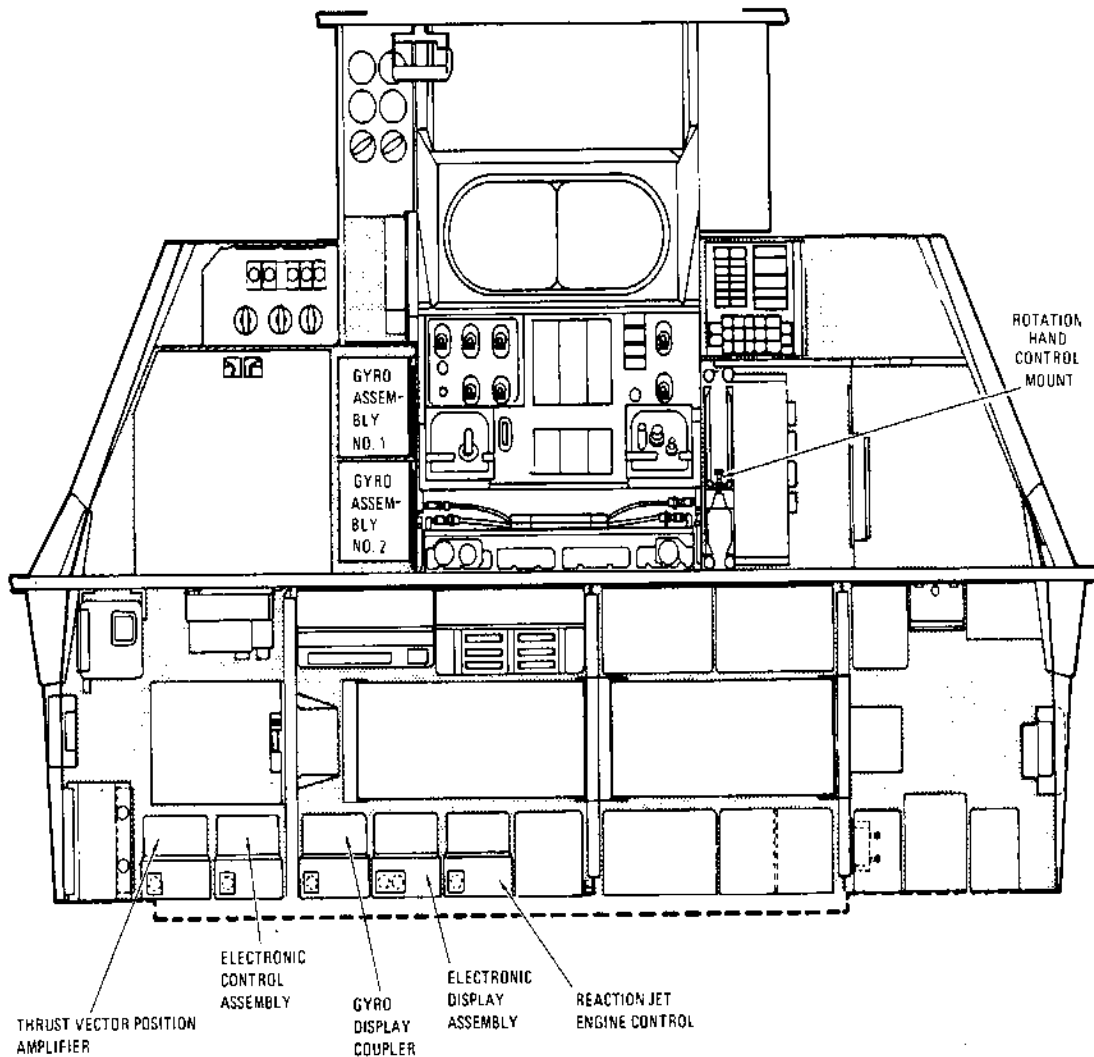 ROTATION
HAND
CONTROL
MOUNT
GYRO
ASSEM-
BLY
NO. 1
GYRO
ASSEM-
BLY
NO. 2
THRUST VECTOR POSITION
AMPLIFIER
ELECTRONIC
CONTROL
ASSEMBLY
GYRO
DISPLAY
COUPLER
ELECTRONIC
DISPLAY
ASSEMBLY
REACTION JET
ENGINE CONTROL